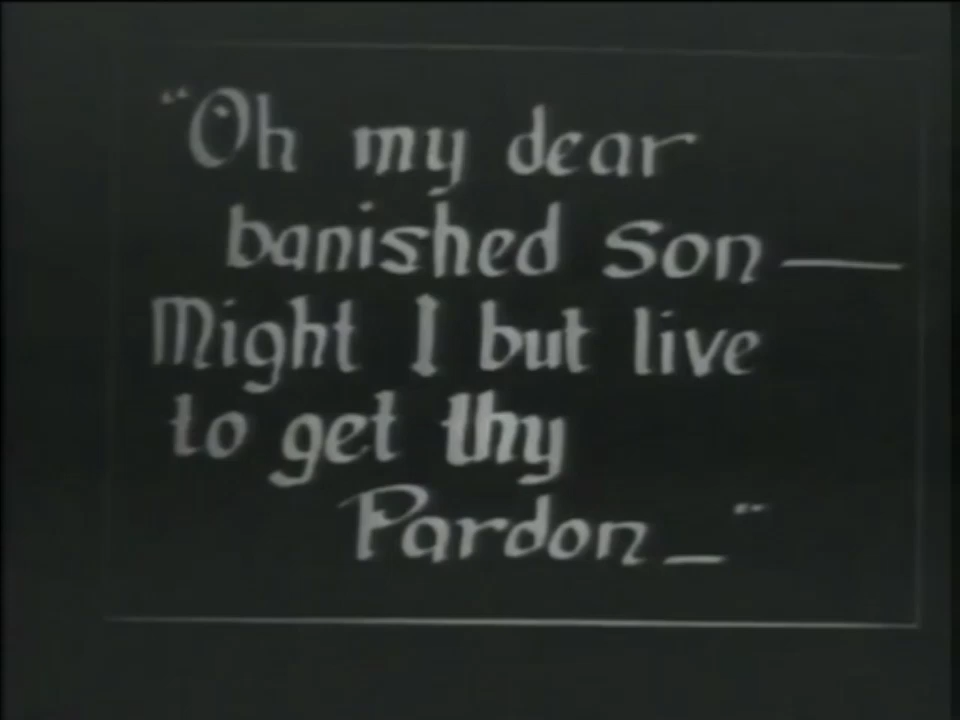 “Oh my dear
banished Son —
Might I but live
to get thy
Pardon —”